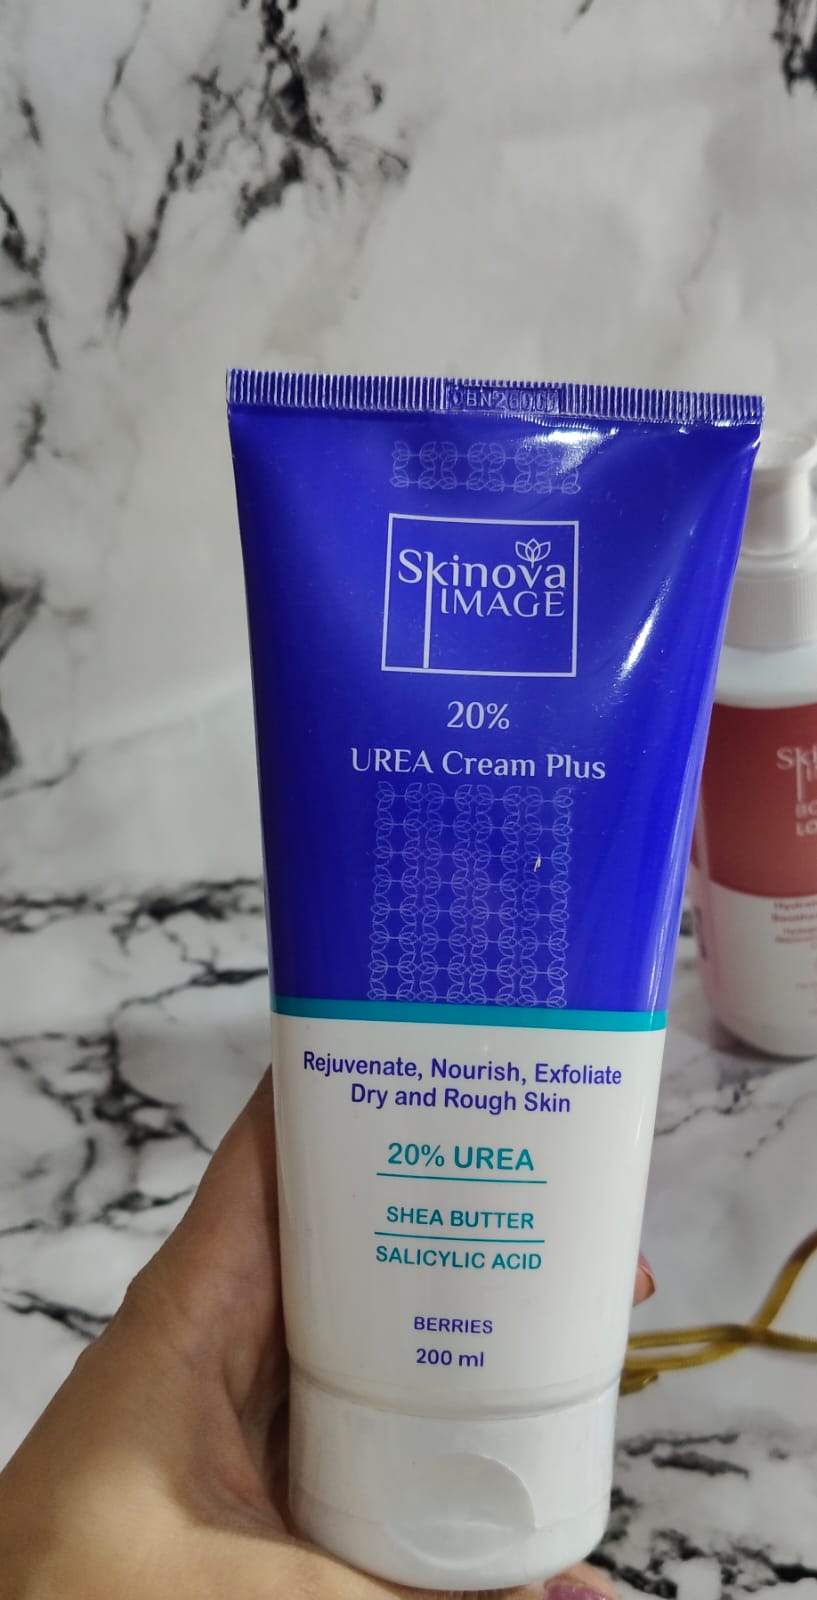 Skinova
IMAGE
20%
UREA Cream Plus
Rejuvenate, Nourish, Exfoliate
Dry and Rough Skin
20% UREA
SHEA BUTTER
SALICYLIC ACID
BERRIES
200 ml